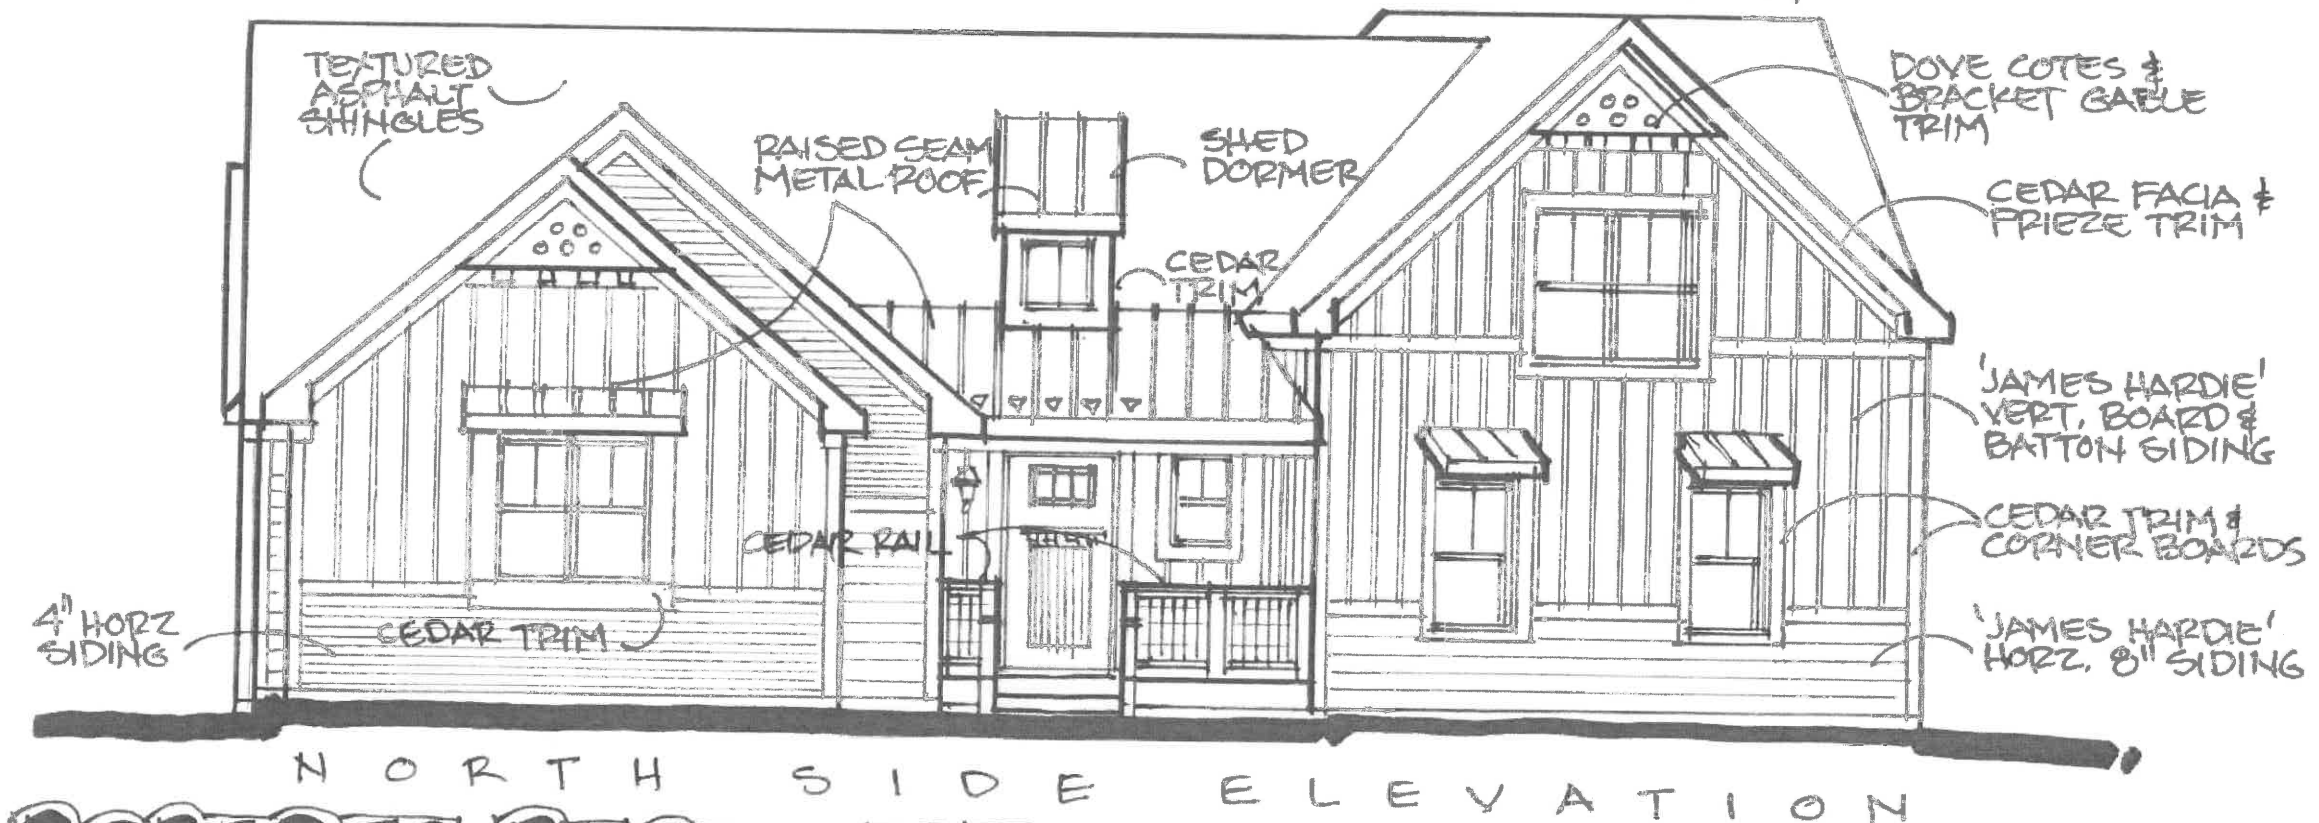 TEXTURED
ASPHALT
SHINGLES
RAISED SEAM
METAL ROOF
SHED
DORMER
CEDAR
TRIM
DOVE COTES &
BRACKET GABLE
TRIM
CEDAR FACIA &
FRIEZE TRIM
'JAMES HARDIE'
VERT. BOARD &
BATTON SIDING
CEDAR RAIL
CEDAR TRIM &
CORNER BOARDS
4" HORZ
SIDING
CEDAR TRIM
'JAMES HARDIE'
HORZ. 8" SIDING
NORTH SIDE ELEVATION